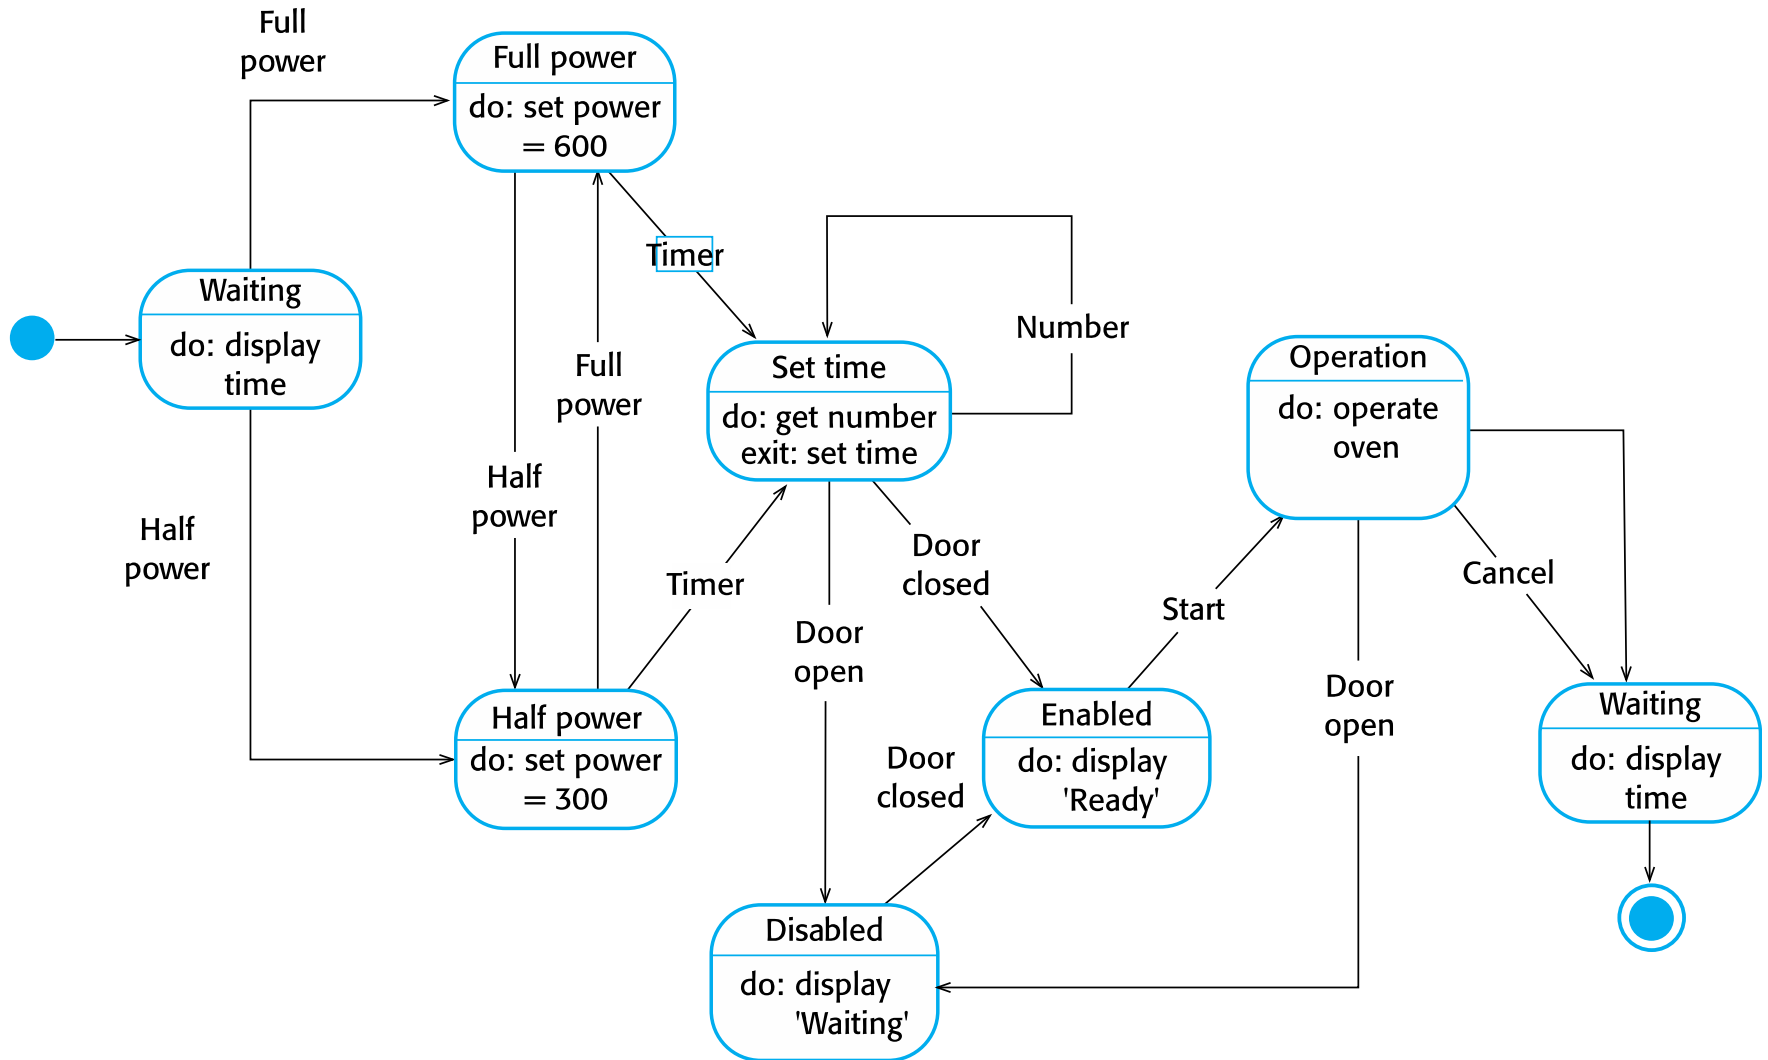 Full
power
Full power
do: set power
= 600
Timer
Waiting
do: display
time
Number
Full
power
Set time
do: get number
exit: set time
Operation
do: operate
oven
Half
power
Half
power
Door
closed
Timer
Cancel
Start
Door
open
Door
open
Half power
do: set power
= 300
Enabled
do: display
'Ready'
Door
closed
Waiting
do: display
time
Disabled
do: display
'Waiting'